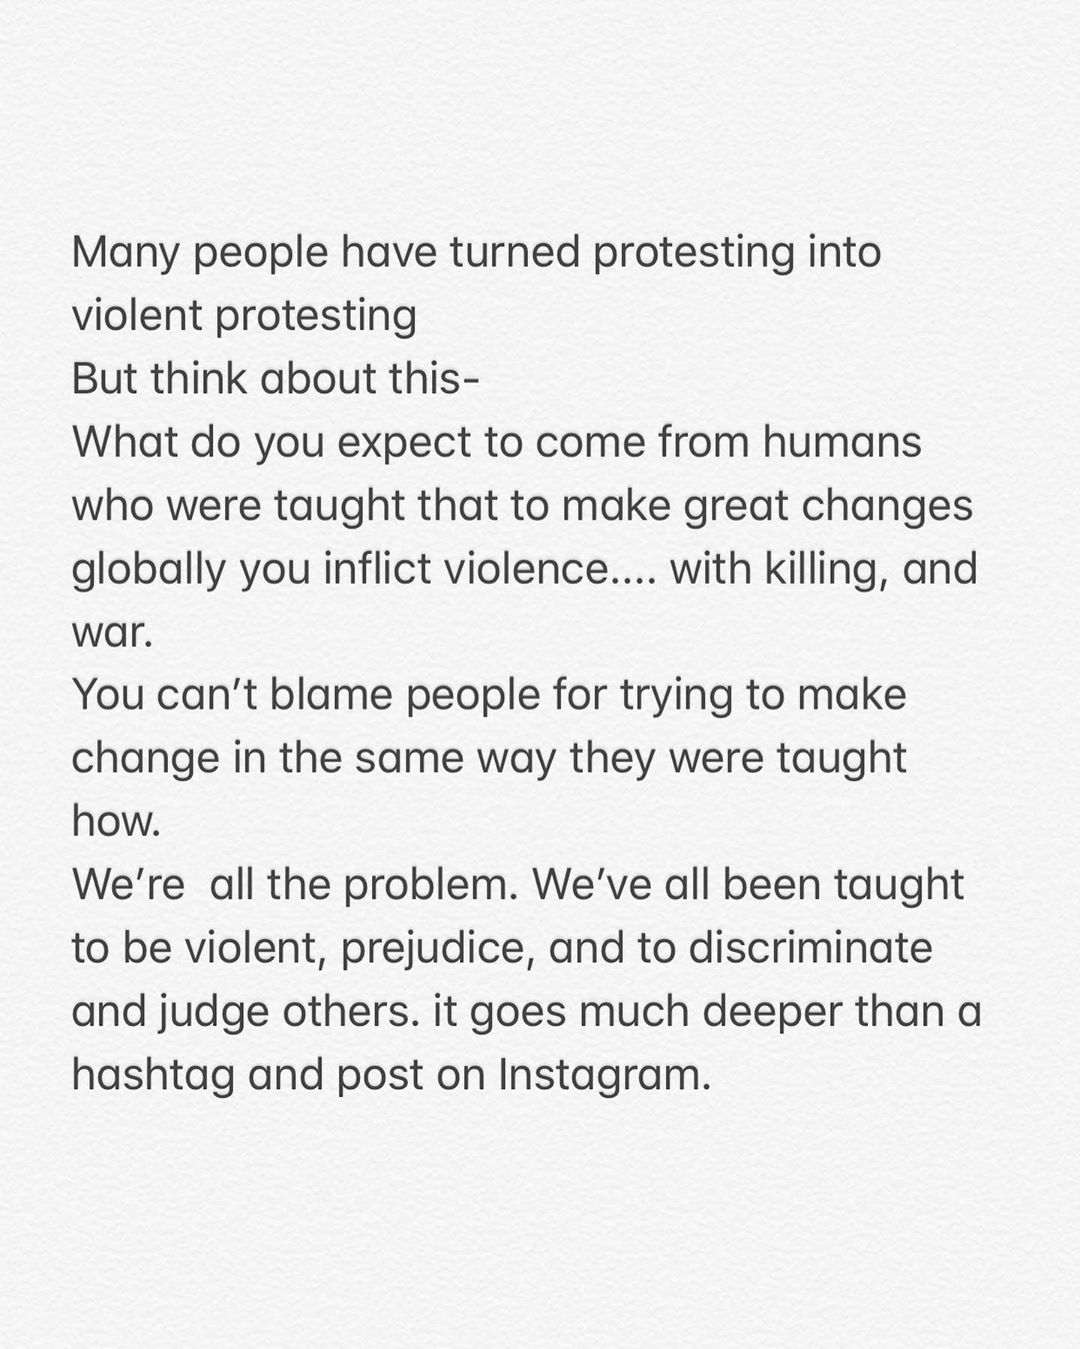 Many people have turned protesting into
violent protesting
But think about this-
What do you expect to come from humans
who were taught that to make great changes
globally you inflict violence.... with killing, and
war.
You can’t blame people for trying to make
change in the same way they were taught
how.
We’re  all the problem. We’ve all been taught
to be violent, prejudice, and to discriminate
and judge others. it goes much deeper than a
hashtag and post on Instagram.